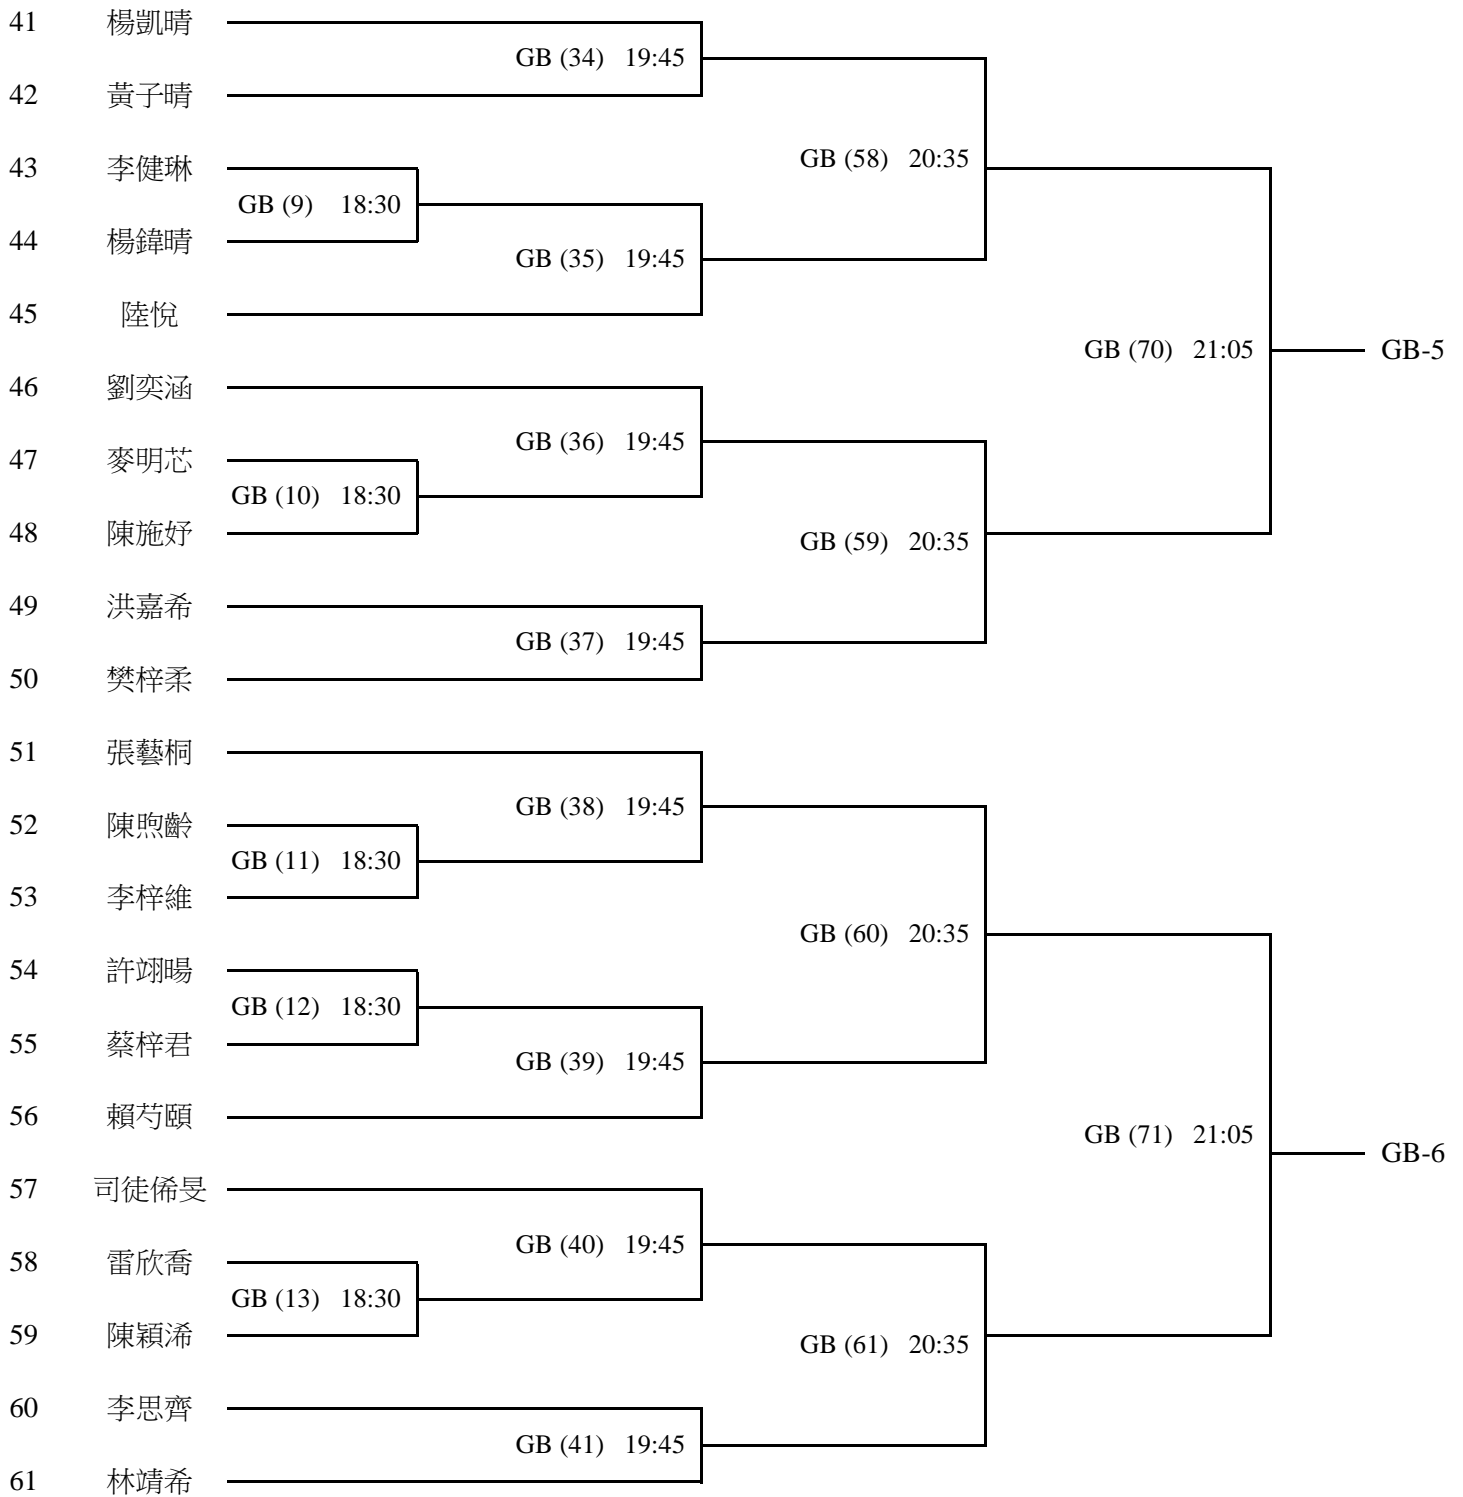 41 楊凱晴
GB (34) 19:45
42 黃子晴
GB (58) 20:35
43 李健琳
GB (9) 18:30
44 楊鍏晴
GB (35) 19:45
45 陸悅
GB (70) 21:05 GB-5
46 劉奕涵
GB (36) 19:45
47 麥明芯
GB (10) 18:30
48 陳施妤
GB (59) 20:35
49 洪嘉希
GB (37) 19:45
50 樊梓柔
51 張藝桐
GB (38) 19:45
52 陳煦齡
GB (11) 18:30
53 李梓維
GB (60) 20:35
54 許翊暘
GB (12) 18:30
55 蔡梓君
GB (39) 19:45
56 賴芍頤
GB (71) 21:05 GB-6
57 司徒俙旻
GB (40) 19:45
58 雷欣喬
GB (13) 18:30
59 陳穎浠
GB (61) 20:35
60 李思齊
GB (41) 19:45
61 林靖希